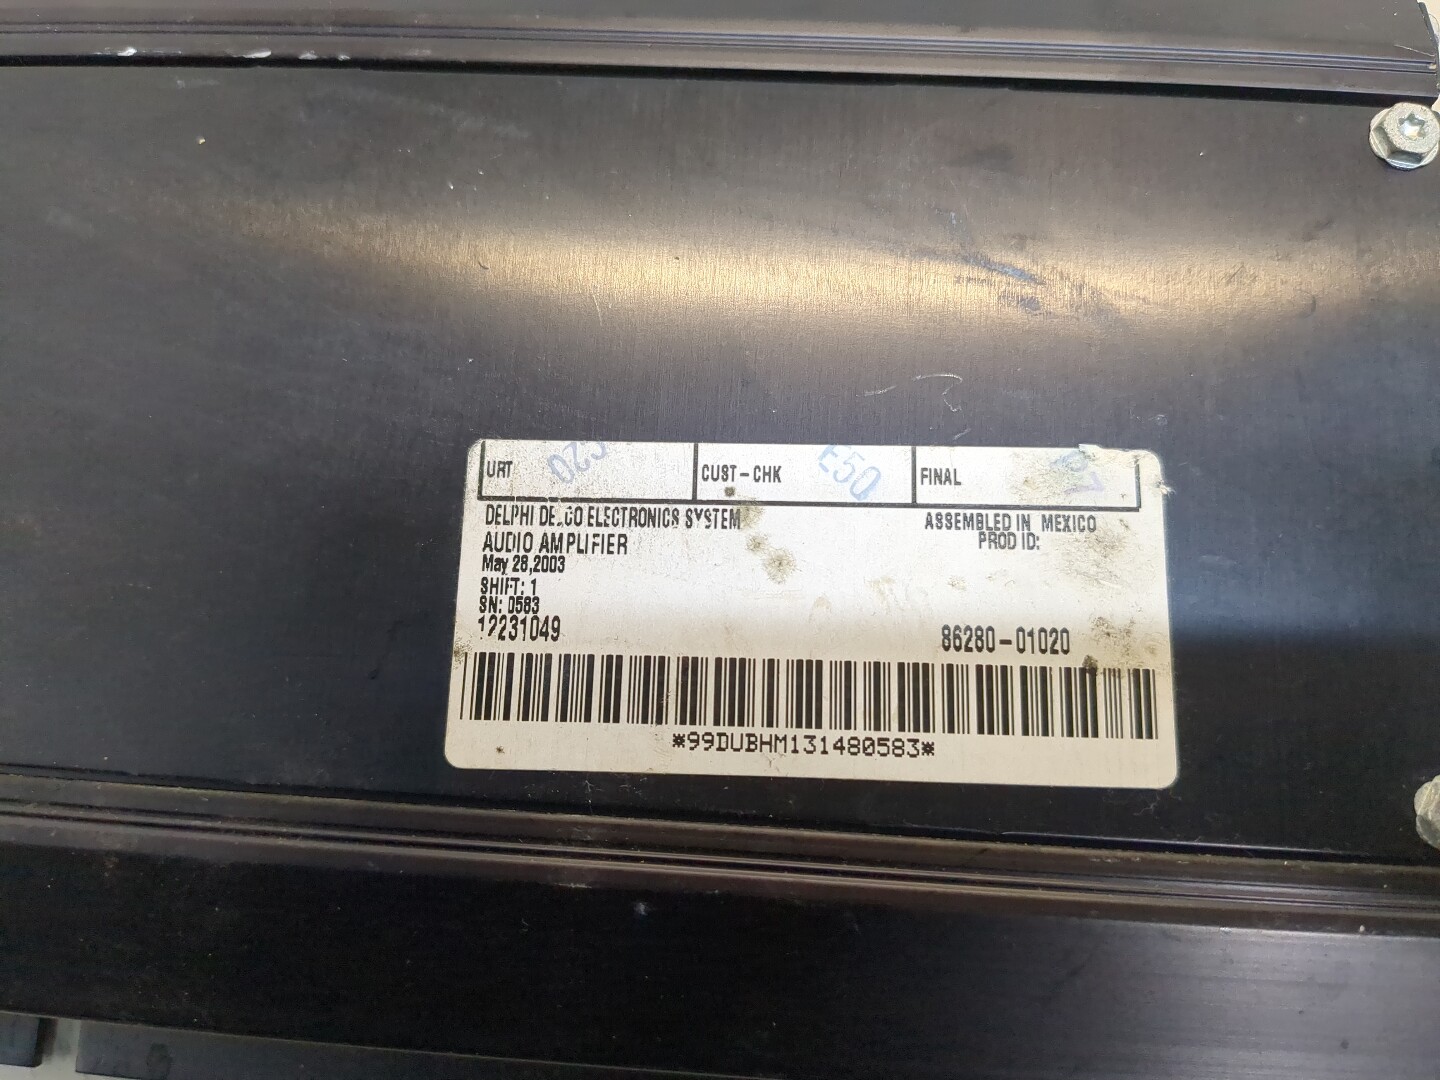 URT C20 CUST-CHK E50 FINAL
DELPHI DELCO ELECTRONICS SYSTEM
ASSEMBLED IN MEXICO
AUDIO AMPLIFIER
PROD ID:
May 28,2003
SHIFT: 1
SN: 0583
12231049
86280-01020
*99DUBHM131480583*